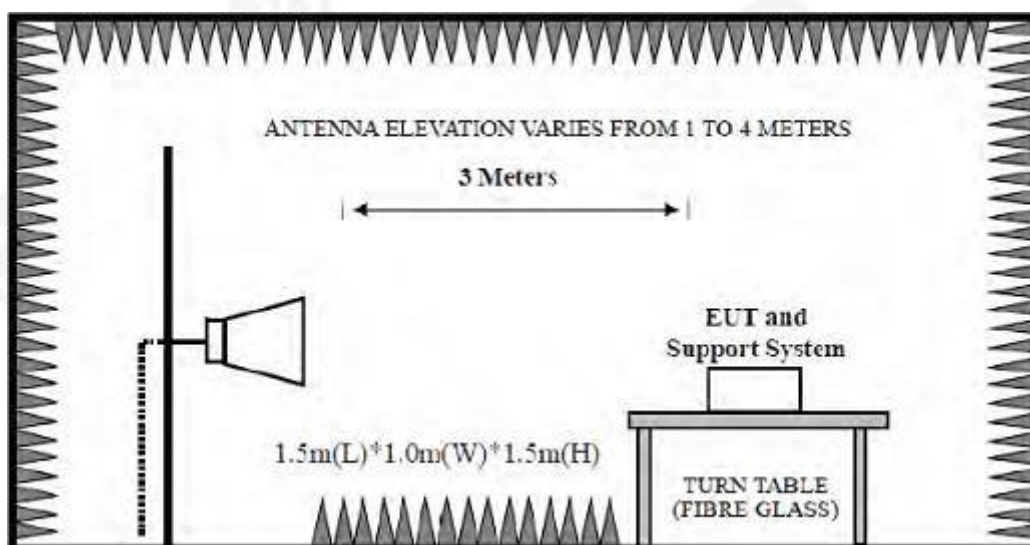 ANTENNA ELEVATION VARIES FROM 1 TO 4 METERS
3 Meters
EUT and
Support System
1.5m(L)*1.0m(W)*1.5m(H)
TURN TABLE
(FIBRE GLASS)